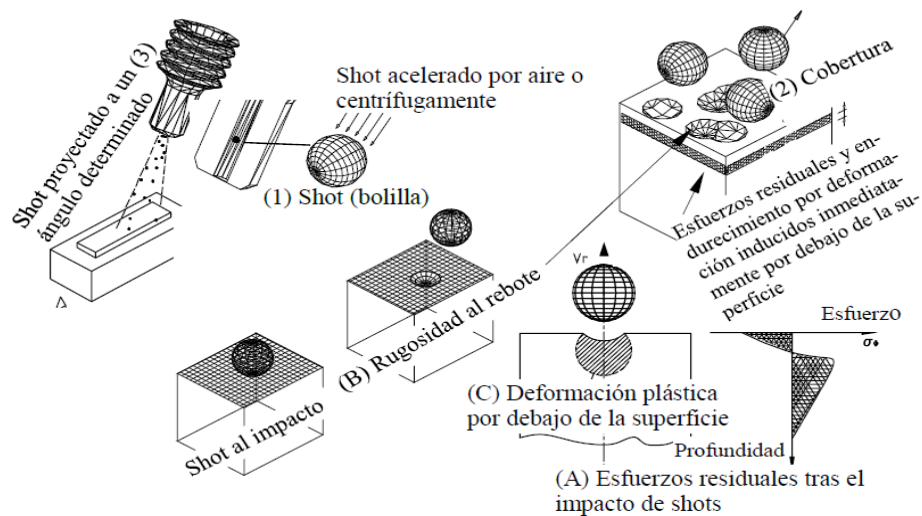 Shot proyectado a un (3)
ángulo determinado
Shot acelerado por aire o
centrífugamente
(1) Shot (bolilla)
(2) Cobertura
Esfuerzos residuales y en-
durecimiento por deforma-
ción inducidos inmediata-
mente por debajo de la su-
perficie
Shot al impacto
(B) Rugosidad al rebote
Vr
(C) Deformación plástica
por debajo de la superficie
Esfuerzo
Profundidad
(A) Esfuerzos residuales tras el
impacto de shots